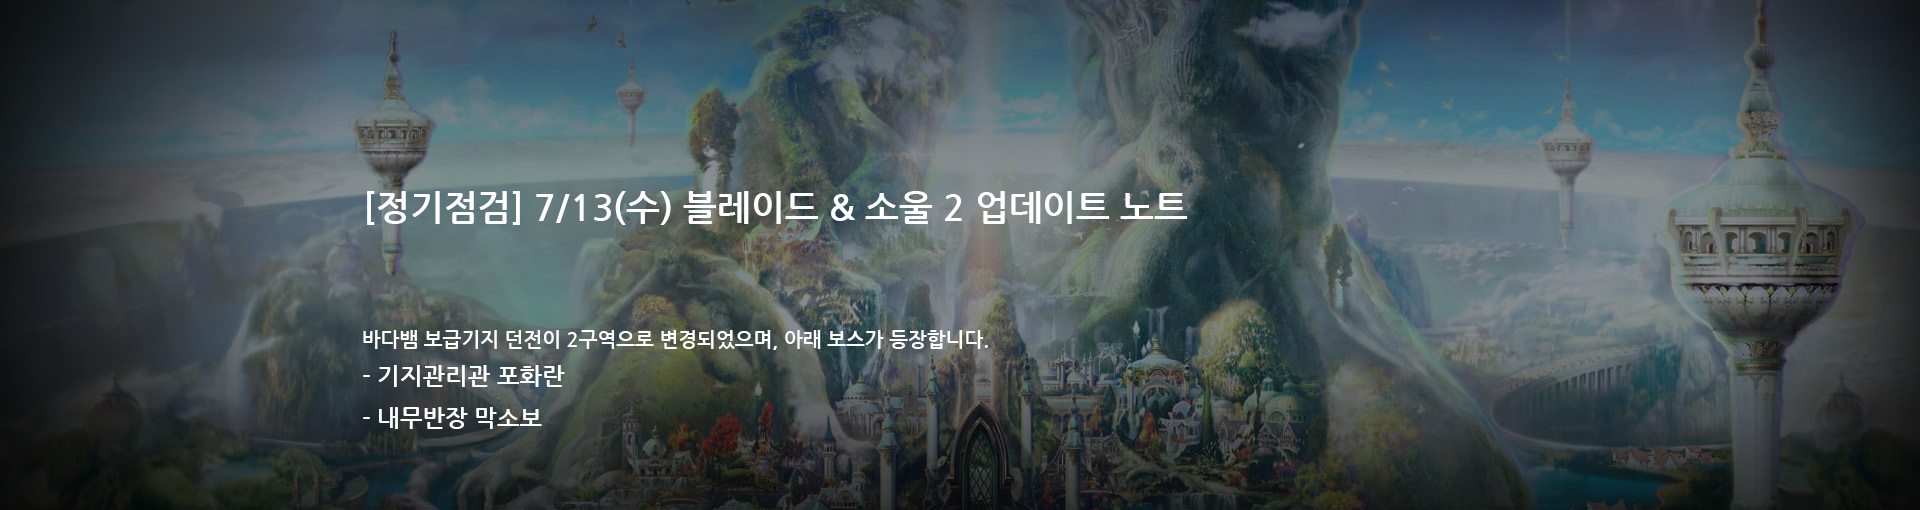 [정기점검] 7/13(수) 블레이드 & 소울 2 업데이트 노트
바다뱀 보급기지 던전이 2구역으로 변경되었으며, 아래 보스가 등장합니다.
- 기지관리관 포화란
- 내무반장 막소보